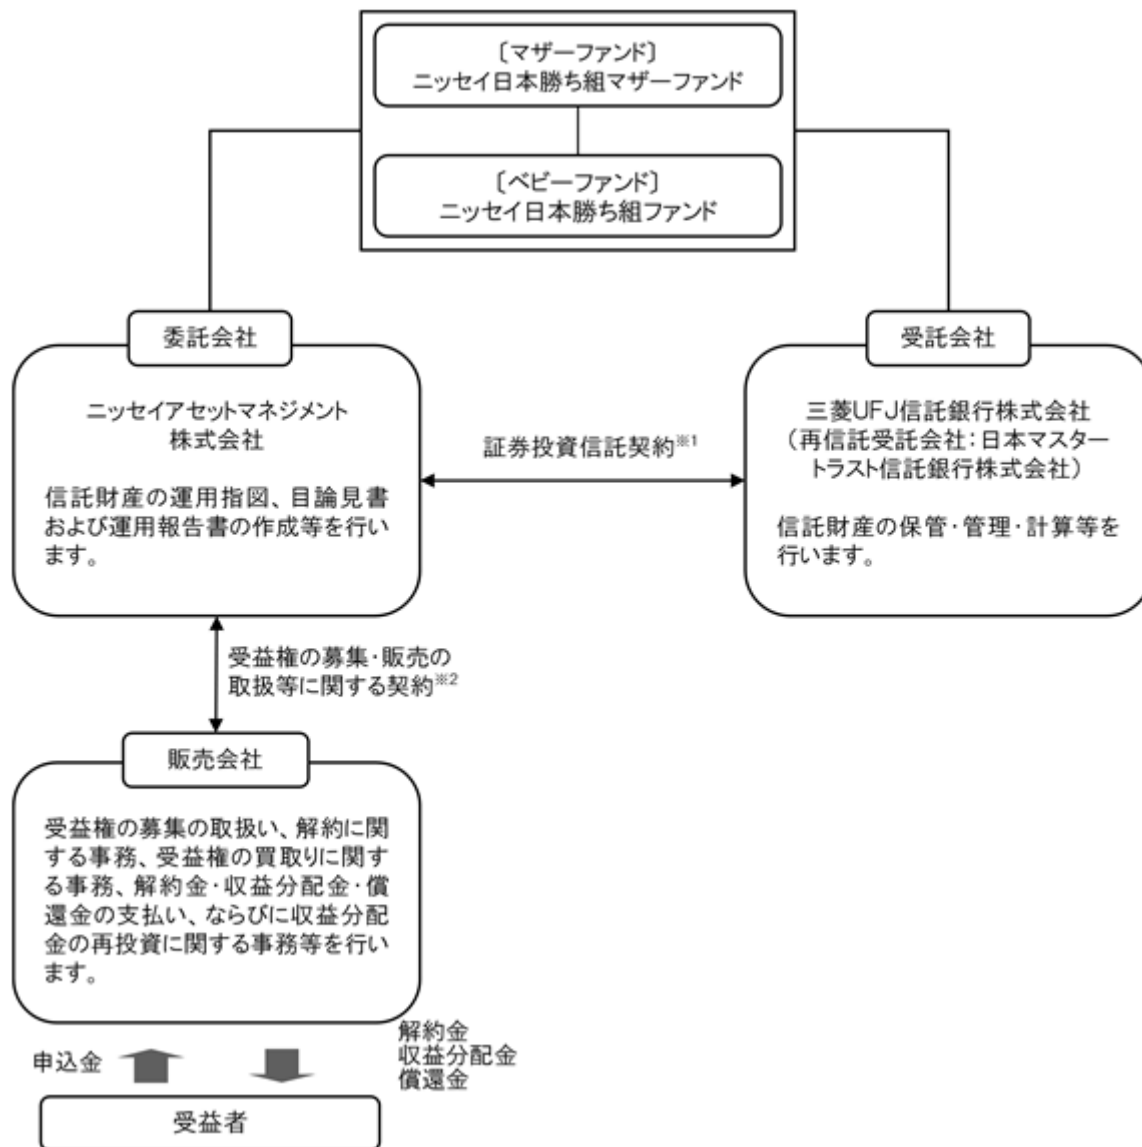 〔マザーファンド〕
ニッセイ日本勝ち組マザーファンド
〔ベビーファンド〕
ニッセイ日本勝ち組ファンド
委託会社
ニッセイアセットマネジメント
株式会社
信託財産の運用指図、目論見書
および運用報告書の作成等を行い
ます。
証券投資信託契約※1
受託会社
三菱UFJ信託銀行株式会社
(再信託受託会社:日本マスター
トラスト信託銀行株式会社)
信託財産の保管・管理・計算等を
行います。
受益権の募集・販売の
取扱等に関する契約※2
販売会社
受益権の募集の取扱い、解約に関
する事務、受益権の買取りに関す
る事務、解約金・収益分配金・償
還金の支払い、ならびに収益分配
金の再投資に関する事務等を行い
ます。
申込金
解約金
収益分配金
償還金
受益者